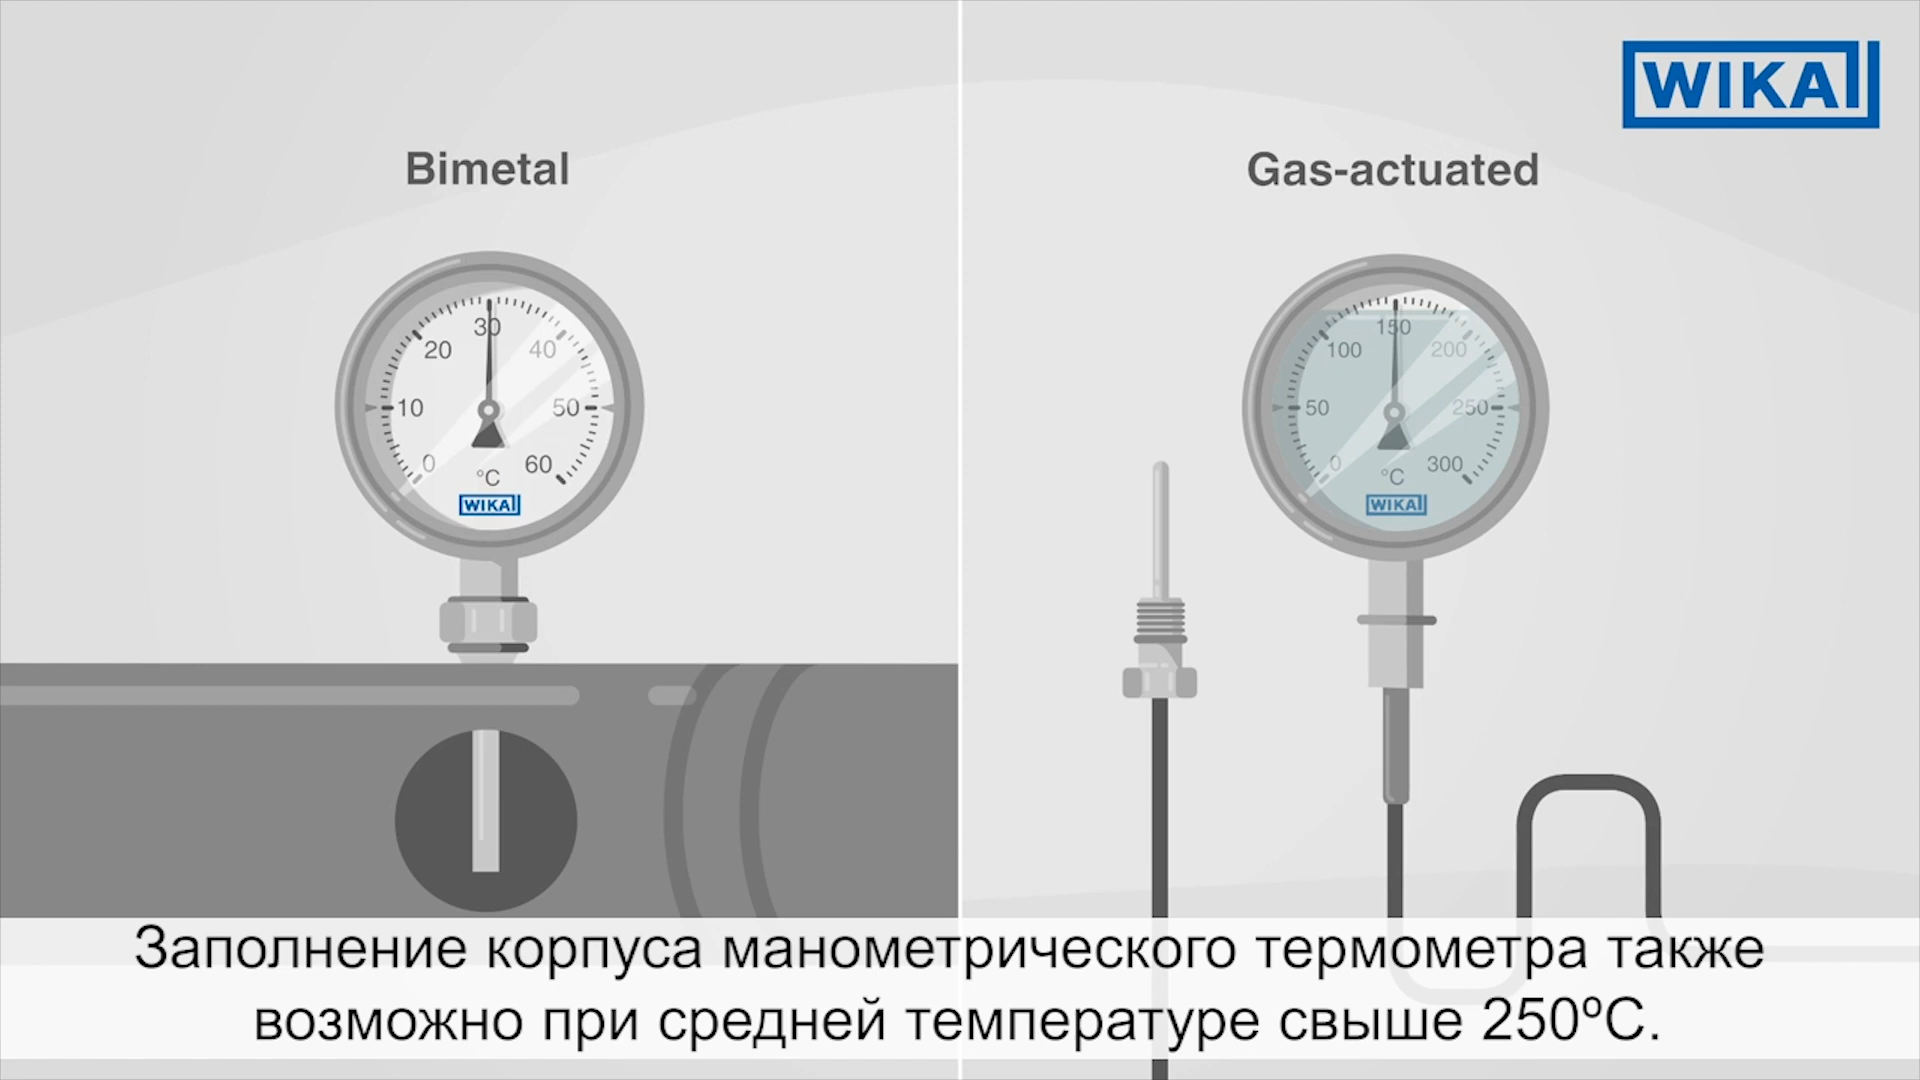 WIKA
Bimetal
Gas-actuated
0 10 20 30 40 50 60
°C
WIKA
0 50 100 150 200 250 300
°C
WIKA
Заполнение корпуса манометрического термометра также
возможно при средней температуре свыше 250ºС.